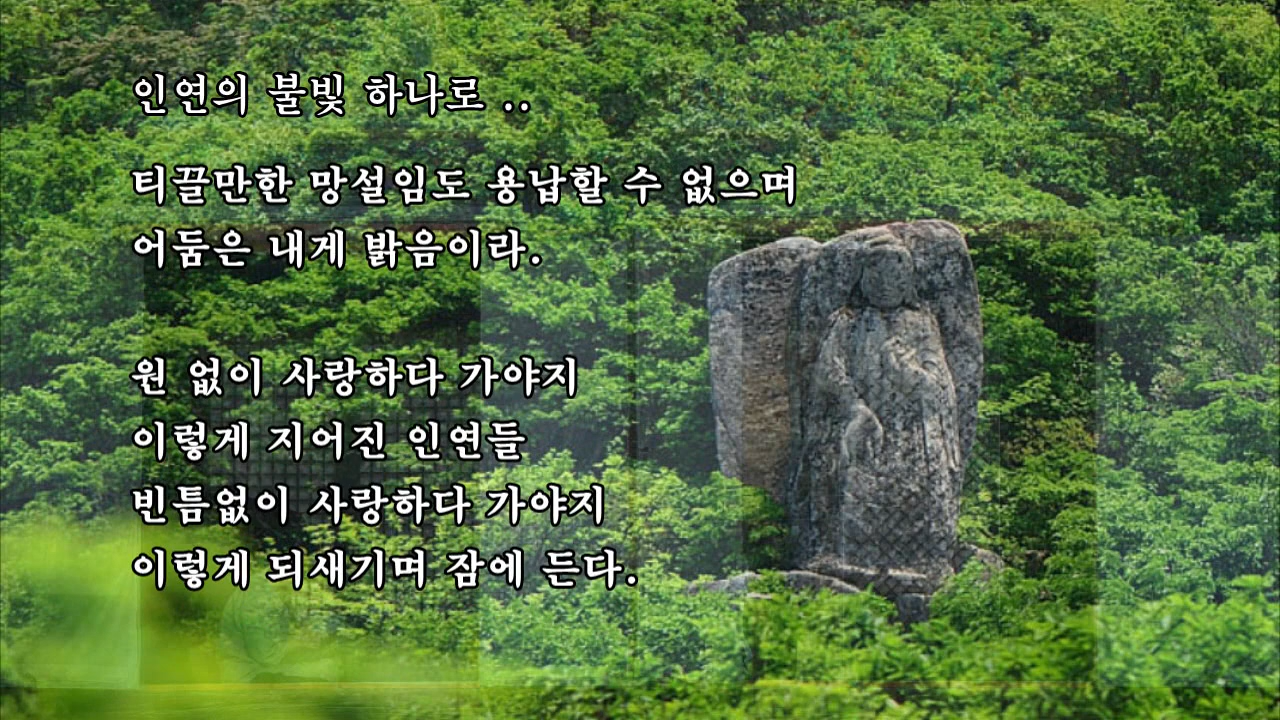 인연의 불빛 하나로 ..
티끌만한 망설임도 용납할 수 없으며
어둠은 내게 밝음이라.
원 없이 사랑하다 가야지
이렇게 지어진 인연들
빈틈없이 사랑하다 가야지
이렇게 되새기며 잠에 든다.